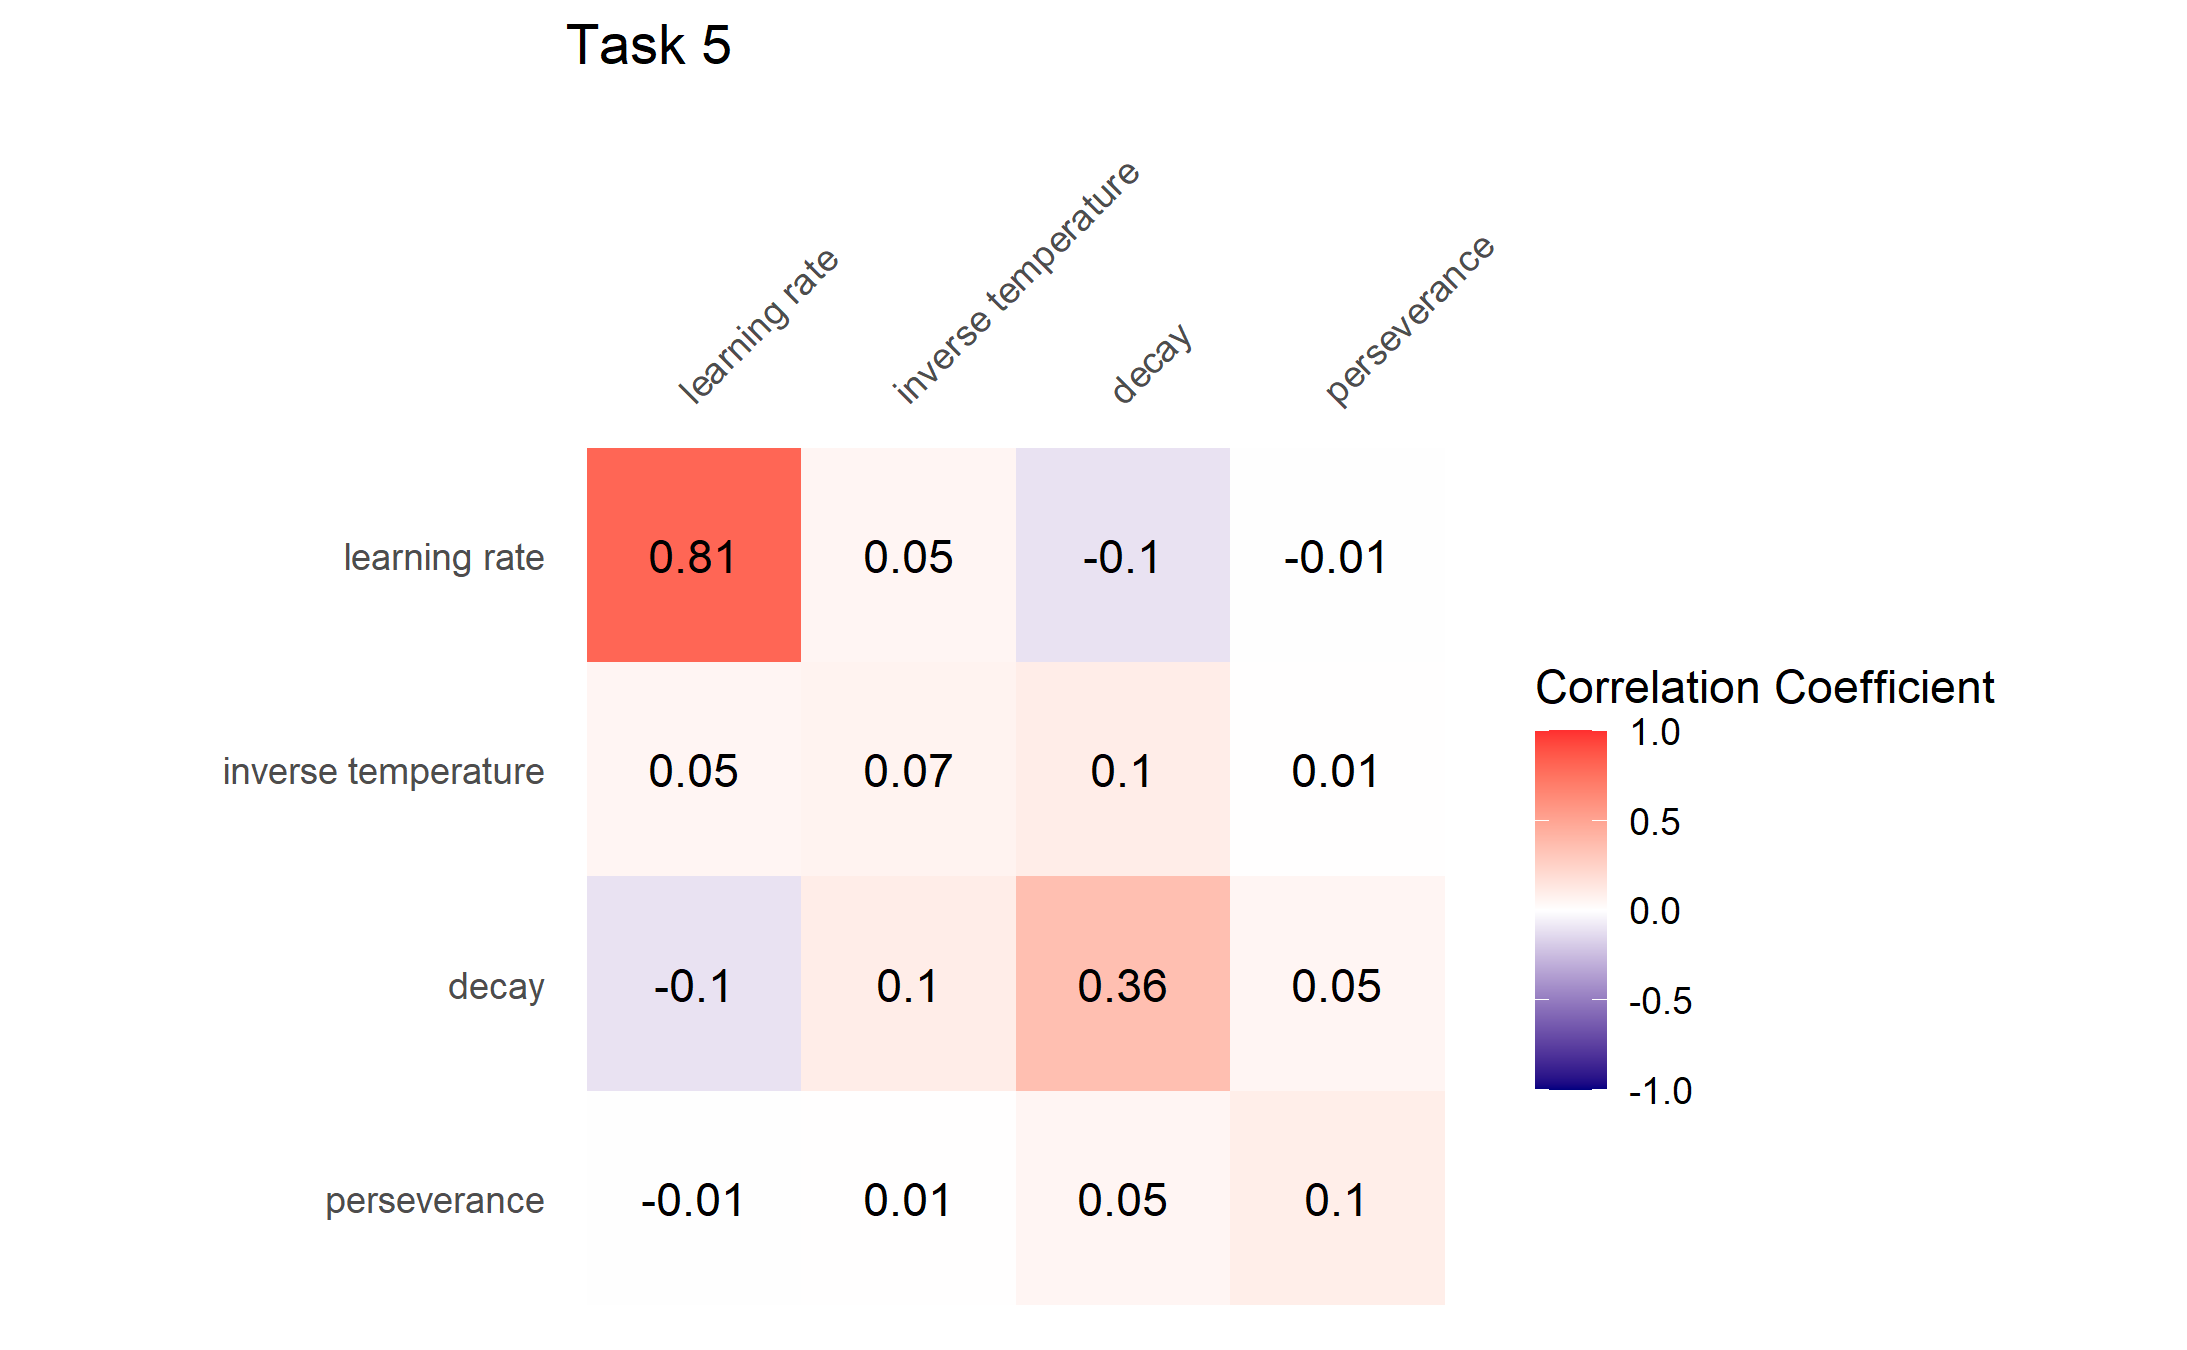 Task 5
learning rate
inverse temperature
decay
perseverance
learning rate
0.81
0.05
-0.1
-0.01
inverse temperature
0.05
0.07
0.1
0.01
decay
-0.1
0.1
0.36
0.05
perseverance
-0.01
0.01
0.05
0.1
Correlation Coefficient
1.0
0.5
0.0
-0.5
-1.0